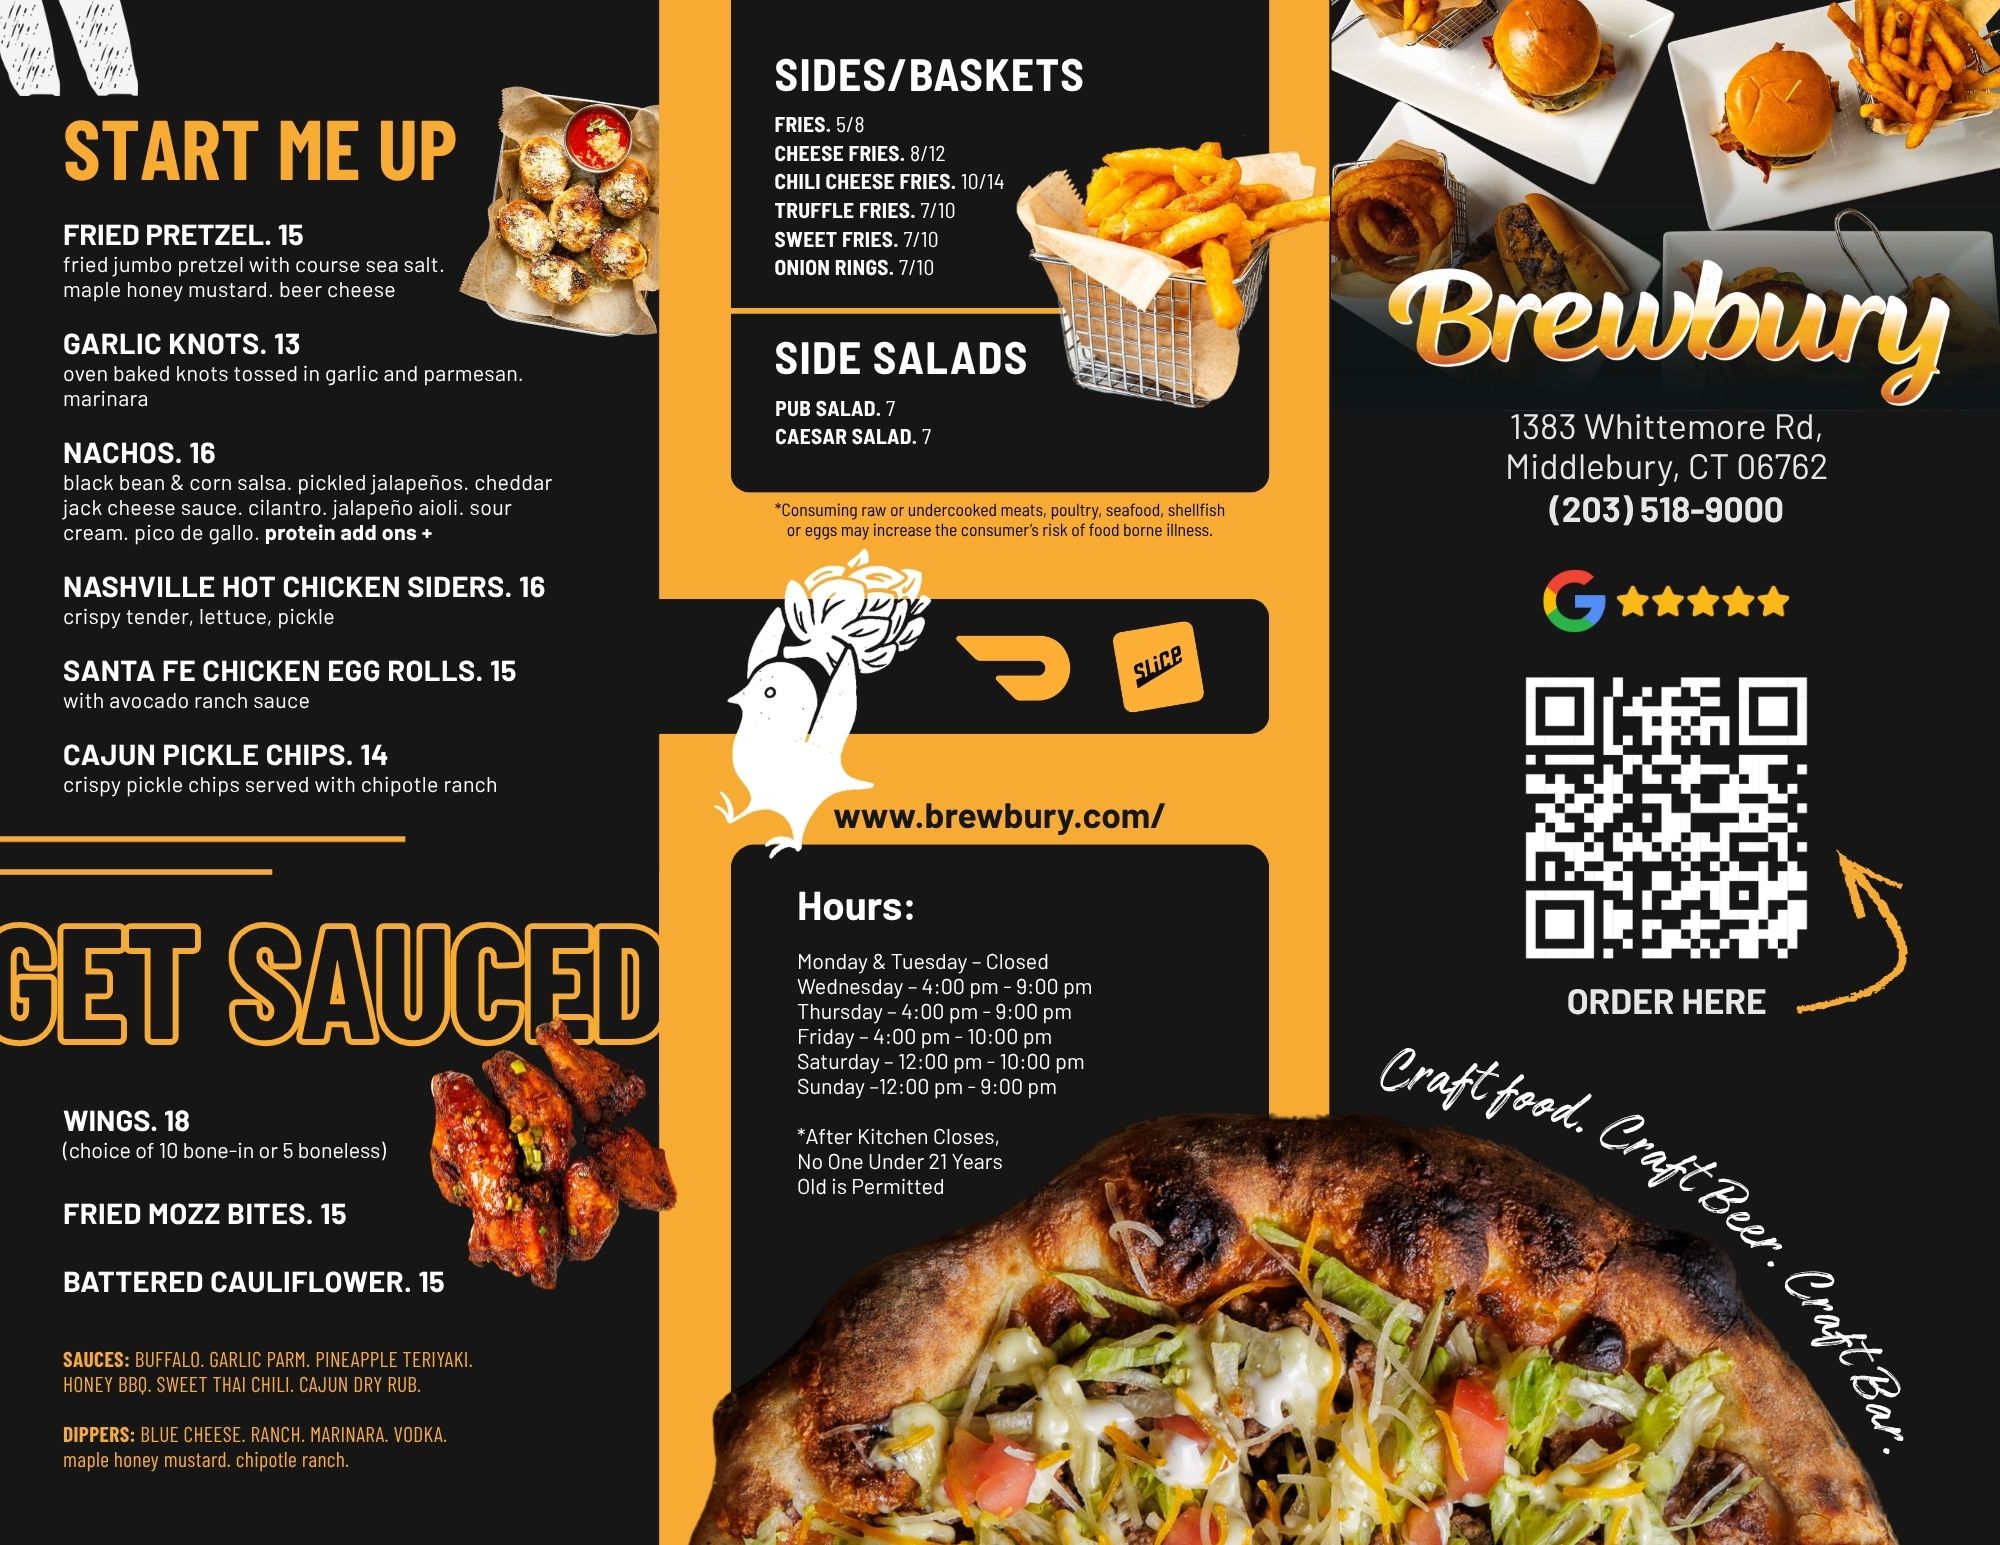 START ME UP
FRIED PRETZEL. 15
fried jumbo pretzel with course sea salt.
maple honey mustard. beer cheese
GARLIC KNOTS. 13
oven baked knots tossed in garlic and parmesan.
marinara
NACHOS. 16
black bean & corn salsa. pickled jalapeños. cheddar
jack cheese sauce. cilantro. jalapeño aioli. sour
cream. pico de gallo. protein add ons +
NASHVILLE HOT CHICKEN SIDERS. 16
crispy tender, lettuce, pickle
SANTA FE CHICKEN EGG ROLLS. 15
with avocado ranch sauce
CAJUN PICKLE CHIPS. 14
crispy pickle chips served with chipotle ranch
GET SAUCED
WINGS. 18
(choice of 10 bone-in or 5 boneless)
FRIED MOZZ BITES. 15
BATTERED CAULIFLOWER. 15
SAUCES: BUFFALO. GARLIC PARM. PINEAPPLE TERIYAKI.
HONEY BBQ. SWEET THAI CHILI. CAJUN DRY RUB.
DIPPERS: BLUE CHEESE. RANCH. MARINARA. VODKA.
maple honey mustard. chipotle ranch.
SIDES/BASKETS
FRIES. 5/8
CHEESE FRIES. 8/12
CHILI CHEESE FRIES. 10/14
TRUFFLE FRIES. 7/10
SWEET FRIES. 7/10
ONION RINGS. 7/10
SIDE SALADS
PUB SALAD. 7
CAESAR SALAD. 7
*Consuming raw or undercooked meats, poultry, seafood, shellfish
or eggs may increase the consumer's risk of food borne illness.
SLiCE
www.brewbury.com/
Hours:
Monday & Tuesday – Closed
Wednesday – 4:00 pm - 9:00 pm
Thursday – 4:00 pm - 9:00 pm
Friday – 4:00 pm - 10:00 pm
Saturday – 12:00 pm - 10:00 pm
Sunday –12:00 pm - 9:00 pm
*After Kitchen Closes,
No One Under 21 Years
Old is Permitted
Brewbury
1383 Whittemore Rd,
Middlebury, CT 06762
(203) 518-9000
G
ORDER HERE
Craft food. Craft Beer. Craft Bar.